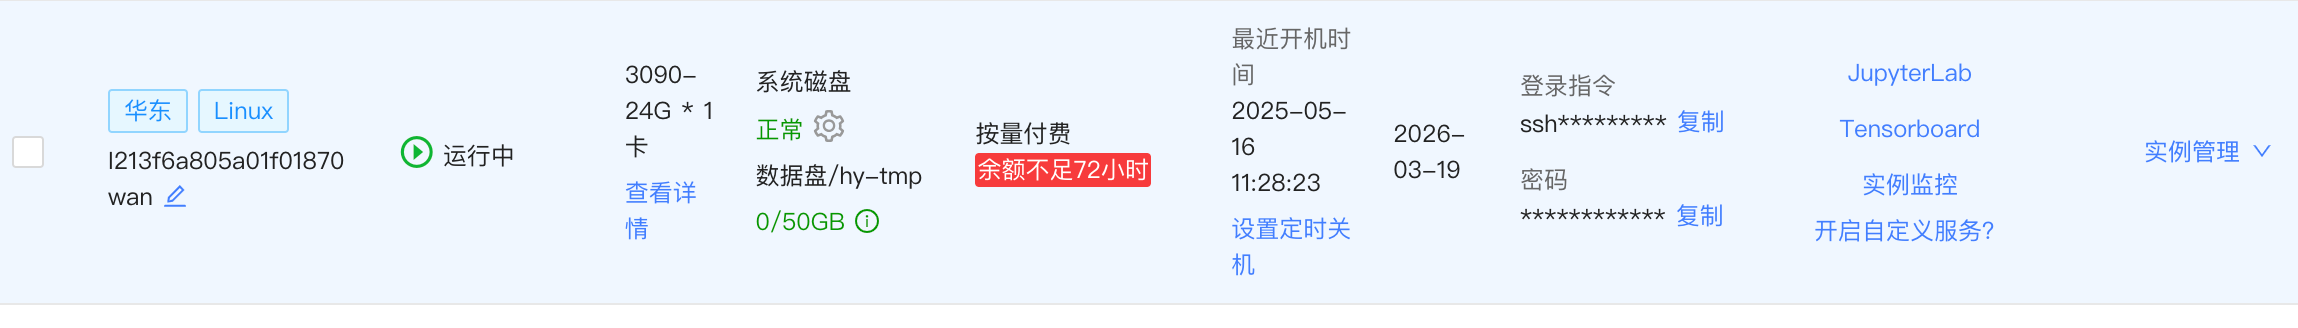 华东
Linux
I213f6a805a01f01870
wan
运行中
3090-
24G * 1
卡
查看详
情
系统磁盘
正常
数据盘/hy-tmp
0/50GB
按量付费
余额不足72小时
最近开机时
间
2025-05-
16
11:28:23
设置定时关
机
2026-
03-19
登录指令
ssh********* 复制
密码
************ 复制
JupyterLab
Tensorboard
实例监控
开启自定义服务?
实例管理